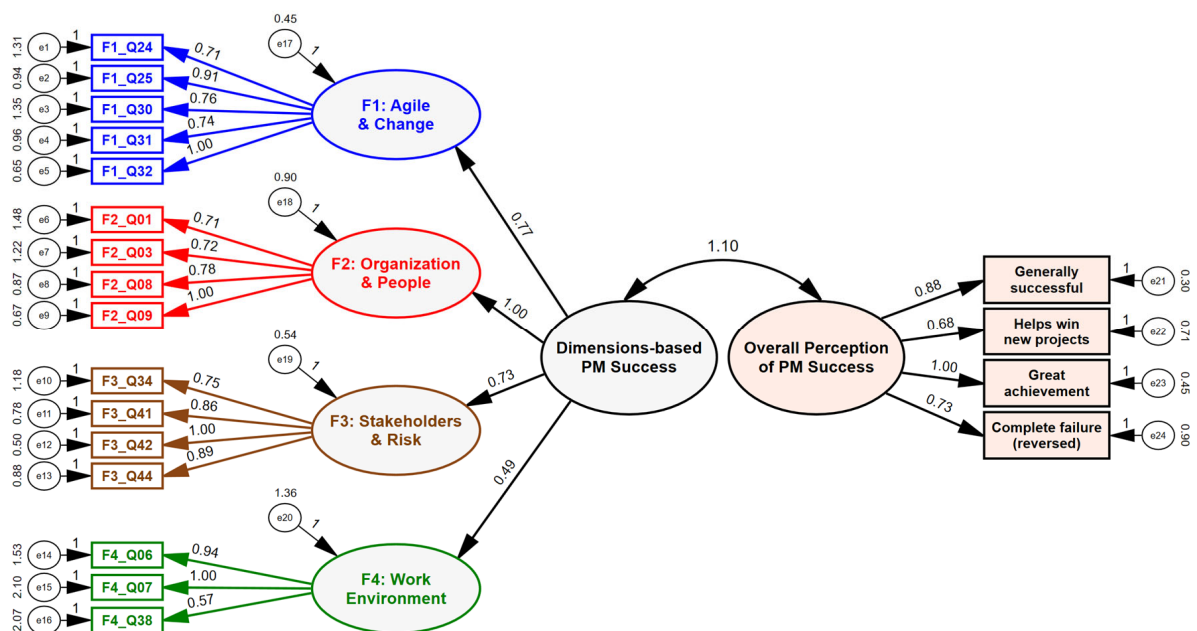 1.31
e1
1
F1_Q24
0.71
0.94
e2
1
F1_Q25
0.91
1.35
e3
1
F1_Q30
0.76
0.96
e4
1
F1_Q31
0.74
0.65
e5
1
F1_Q32
1.00
0.45
e17
1
F1: Agile
& Change
0.77
1.48
e6
1
F2_Q01
0.71
1.22
e7
1
F2_Q03
0.72
0.87
e8
1
F2_Q08
0.78
0.67
e9
1
F2_Q09
1.00
0.90
e18
1
F2: Organization
& People
1.00
1.18
e10
1
F3_Q34
0.75
0.78
e11
1
F3_Q41
0.86
0.50
e12
1
F3_Q42
1.00
0.88
e13
1
F3_Q44
0.89
0.54
e19
1
F3: Stakeholders
& Risk
0.73
1.53
e14
1
F4_Q06
0.94
2.10
e15
1
F4_Q07
1.00
2.07
e16
1
F4_Q38
0.57
1.36
e20
1
F4: Work
Environment
0.49
Dimensions-based
PM Success
1.10
Overall Perception
of PM Success
0.88
Generally
successful
1
e21
0.30
0.68
Helps win
new projects
1
e22
0.71
1.00
Great
achievement
1
e23
0.45
0.73
Complete failure
(reversed)
1
e24
0.90